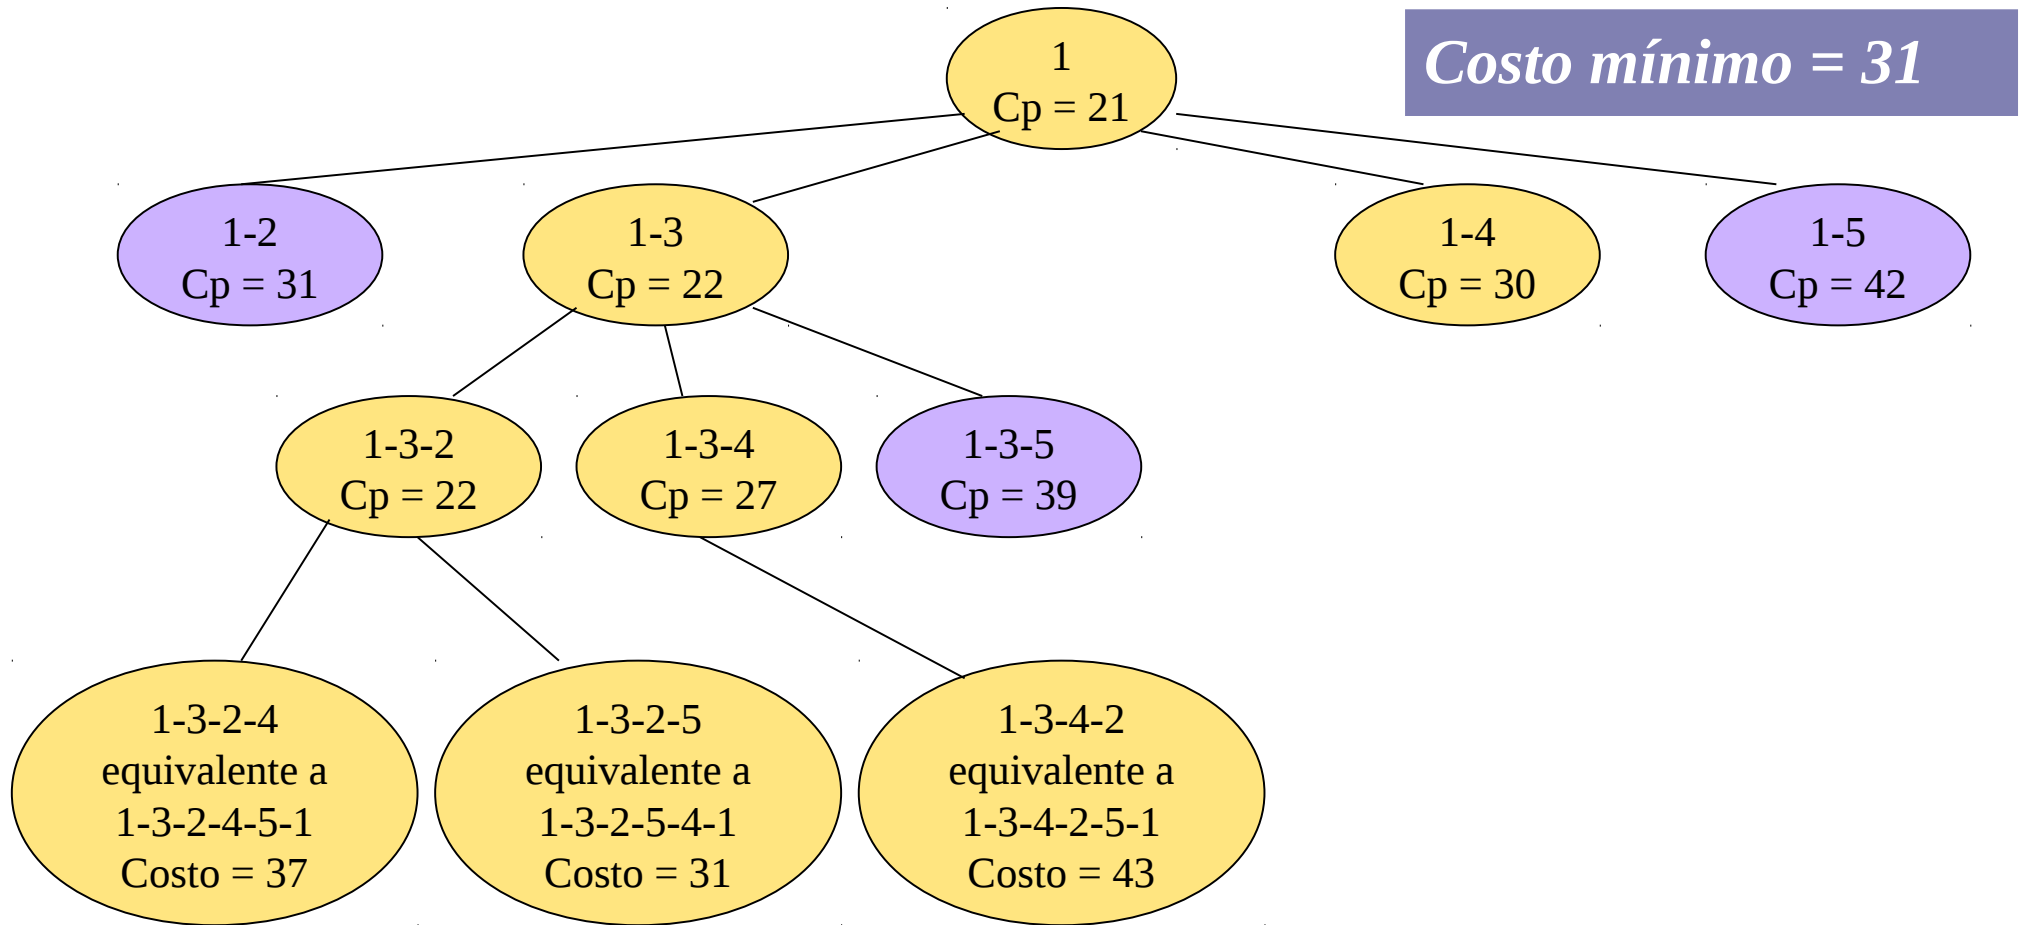 1
Cp = 21
Costo mínimo = 31
1-2
Cp = 31
1-3
Cp = 22
1-4
Cp = 30
1-5
Cp = 42
1-3-2
Cp = 22
1-3-4
Cp = 27
1-3-5
Cp = 39
1-3-2-4
equivalente a
1-3-2-4-5-1
Costo = 37
1-3-2-5
equivalente a
1-3-2-5-4-1
Costo = 31
1-3-4-2
equivalente a
1-3-4-2-5-1
Costo = 43